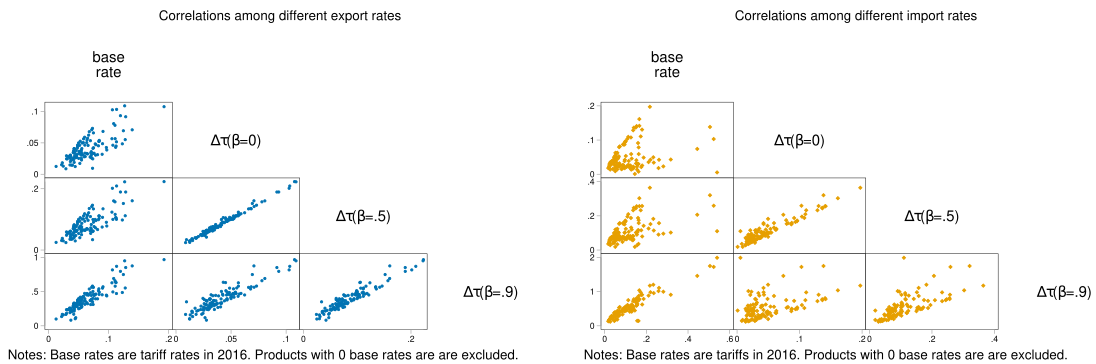 Correlations among different export rates
base
rate
.1
.05
0
Δτ(β=0)
.2
0
Δτ(β=.5)
1
.5
0
Δτ(β=.9)
0 .1 .2 0 .05 .1 0 .2
Notes: Base rates are tariff rates in 2016. Products with 0 base rates are are excluded.
Correlations among different import rates
base
rate
.2
.1
0
Δτ(β=0)
.4
.2
0
Δτ(β=.5)
2
1
0
Δτ(β=.9)
0 .2 .4 .6 0 .1 .2 0 .2 .4
Notes: Base rates are tariffs in 2016. Products with 0 base rates are are excluded.